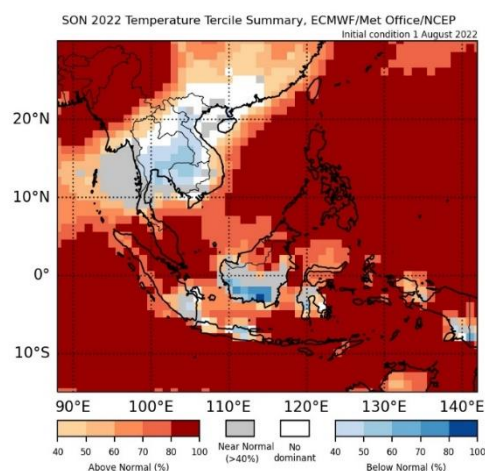 SON 2022 Temperature Tercile Summary, ECMWF/Met Office/NCEP
Initial condition 1 August 2022
20°N
10°N
0°
10°S
90°E 100°E 110°E 120°E 130°E 140°E
40 50 60 70 80 100
Above Normal (%)
Near Normal
(>40%)
No
dominant
40 50 60 70 80 100
Below Normal (%)